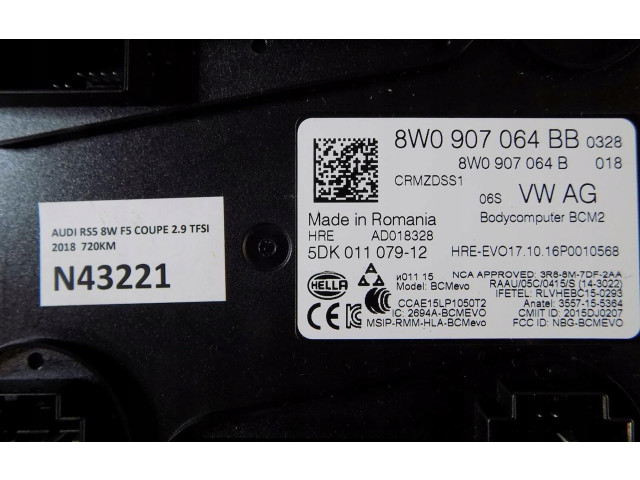 AUDI RS5 8W F5 COUPE 2.9 TFSI
2018 720KM
N43221
8W0 907 064 BB 0328
8W0 907 064 B 018
CRMZDSS1
06S VW AG
Made in Romania Bodycomputer BCM2
HRE AD018328
5DK 011 079-12 HRE-EVO17.10.16P0010568
HELLA
И011 15 NCA APPROVED: 3R8-8M-7DF-2AA
Model: BCMevo RAAU/05C/0415/S (14-3022)
IFETEL: RLVHEBC15-0293
CCAE15LP1050T2 Anatel: 3557-15-5364
CE IC: 2694A-BCMEVO CMIIT ID: 2015DJ0207
MSIP-RMM-HLA-BCMevo FCC ID: NBG-BCMEVO